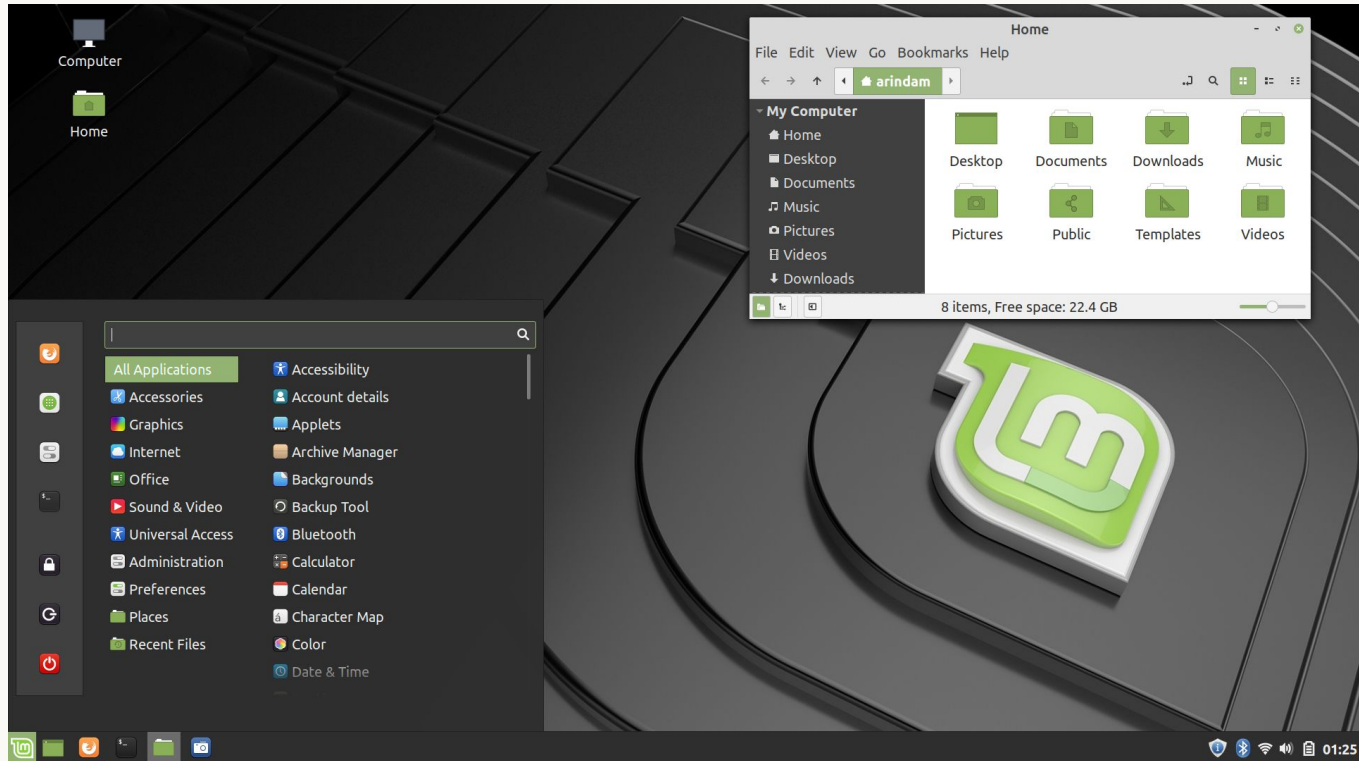 Computer
Home
Home
File Edit View Go Bookmarks Help
arindam
My Computer
Home
Desktop
Documents
Music
Pictures
Videos
Downloads
Desktop Documents Downloads Music
Pictures Public Templates Videos
8 items, Free space: 22.4 GB
All Applications
Accessories
Graphics
Internet
Office
Sound & Video
Universal Access
Administration
Preferences
Places
Recent Files
Accessibility
Account details
Applets
Archive Manager
Backgrounds
Backup Tool
Bluetooth
Calculator
Calendar
Character Map
Color
Date & Time
lm
01:25